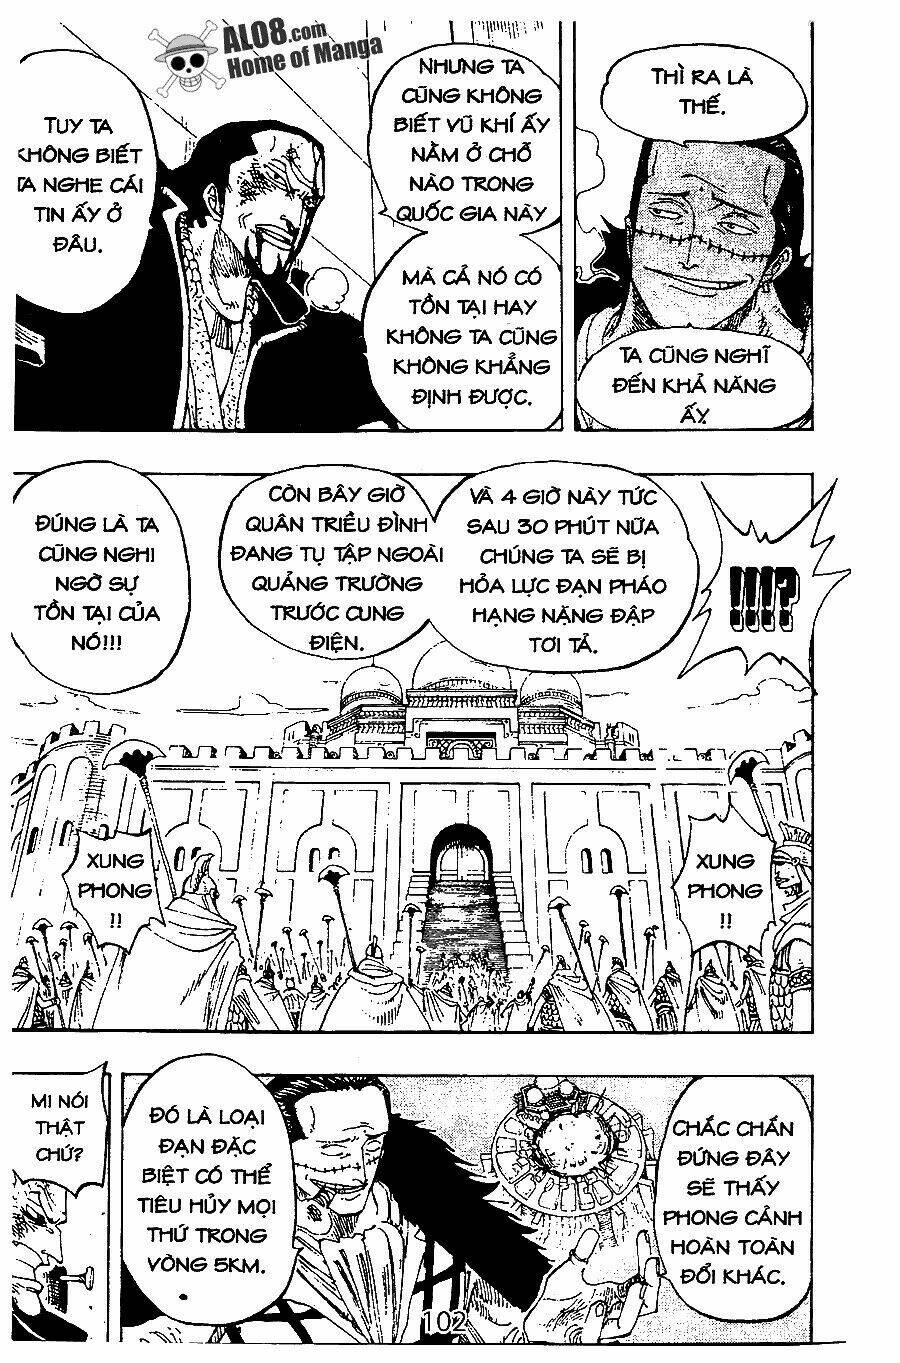 ALO8.com
Home of Manga
TUY TA
KHÔNG BIẾT
TA NGHE CÁI
TIN ẤY Ở
ĐÂU.
NHƯNG TA
CŨNG KHÔNG
BIẾT VŨ KHÍ ẤY
NẰM Ở CHỖ
NÀO TRONG
QUỐC GIA NÀY
MÀ CẢ NÓ CÓ
TỒN TẠI HAY
KHÔNG TA CŨNG
KHÔNG KHẲNG
ĐỊNH ĐƯỢC.
THÌ RA LÀ
THẾ.
TA CŨNG NGHĨ
ĐẾN KHẢ NĂNG
ẤY.
ĐÚNG LÀ TA
CŨNG NGHI
NGỜ SỰ
TỒN TẠI CỦA
NÓ!!!
CÒN BÂY GIỜ
QUÂN TRIỀU ĐÌNH
ĐANG TỤ TẬP NGOÀI
QUẢNG TRƯỜNG
TRƯỚC CUNG
ĐIỆN.
VÀ 4 GIỜ NÀY TỨC
SAU 30 PHÚT NỮA
CHÚNG TA SẼ BỊ
HỎA LỰC ĐẠN PHÁO
HẠNG NẶNG ĐẬP
TƠI TẢ.
!!!!?
XUNG
PHONG
!!
XUNG
PHONG
!!
MI NÓI
THẬT
CHỨ?
ĐÓ LÀ LOẠI
ĐẠN ĐẶC
BIỆT CÓ THỂ
TIÊU HỦY MỌI
THỨ TRONG
VÒNG 5KM.
CHẮC CHẮN
ĐỨNG ĐÂY
SẼ THẤY
PHONG CẢNH
HOÀN TOÀN
ĐỔI KHÁC.
102